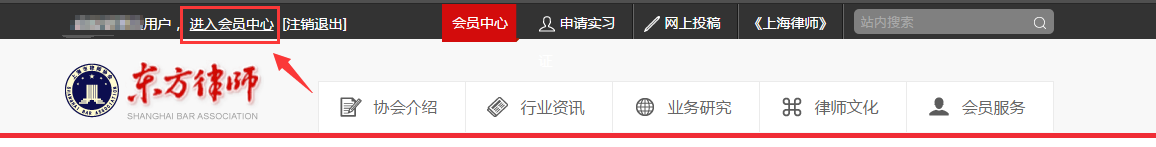 用户， 进入会员中心 [注销退出] 会员中心 申请实习 网上投稿 《上海律师》 站内搜索
证
东方律师
SHANGHAI BAR ASSOCIATION
协会介绍 行业资讯 业务研究 律师文化 会员服务